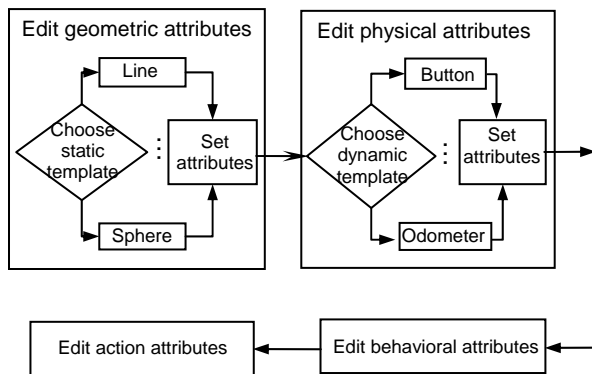 Edit geometric attributes
Line
Choose
static
template
⋮
Set
attributes
Sphere
Edit physical attributes
Button
Choose
dynamic
template
⋮
Set
attributes
Odometer
Edit action attributes
Edit behavioral attributes